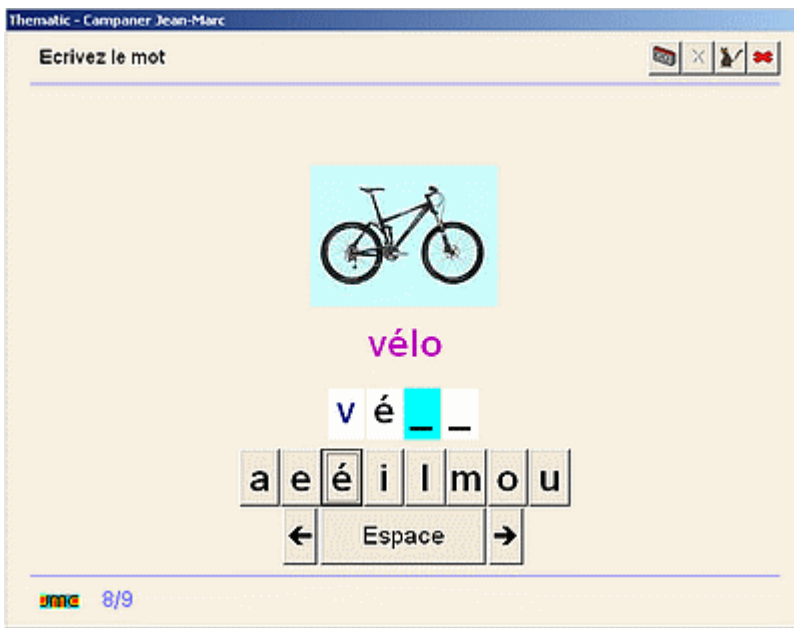 Thematic - Campaner Jean-Marc
Ecrivez le mot
vélo
v é _ _
a e é i l m o u
← Espace →
JMC 8/9